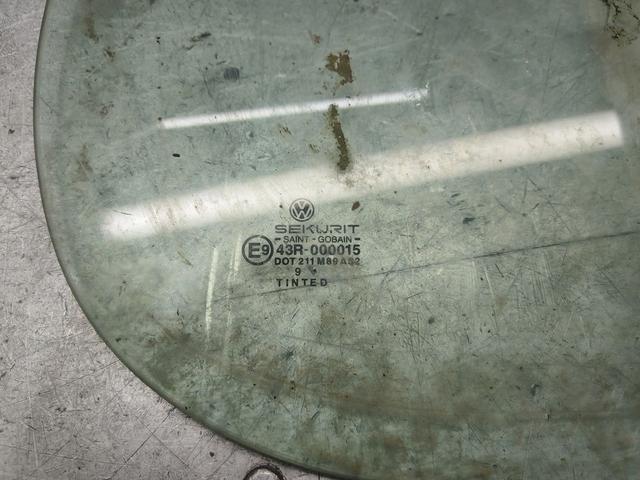 SEKURIT
- SAINT - GOBAIN -
E9 43R-000015
DOT 211 M89 AS2
9
TINTED